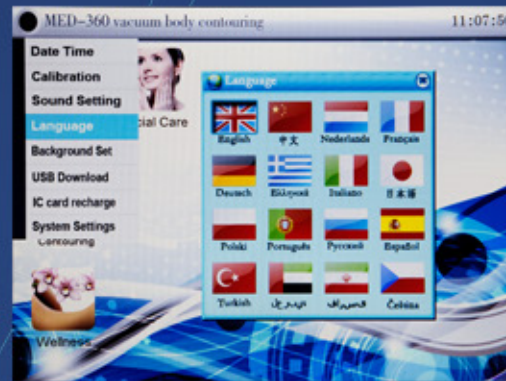 MED-360 vacuum body contouring
11:07:50
Date Time
Calibration
Sound Setting
Language
Background Set
USB Download
IC card recharge
System Settings
ial Care
Contouring
Wellness
Language
English 中文 Nederlands Français
Deutsch Ελληνικά Italiano 日本語
Polski Português Русский Español
Turkish Čeština